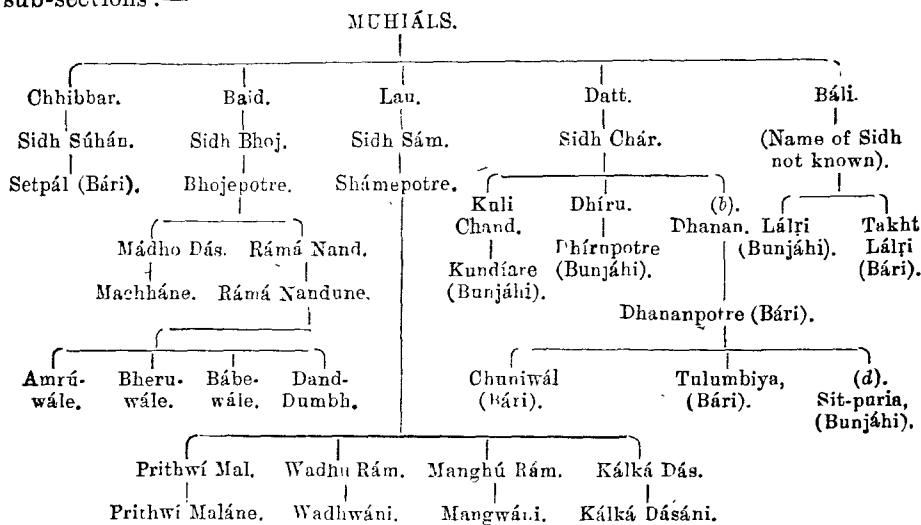 sub-sections:—
MUHIÁLS.
Chhibbar. Baid. Lau. Datt. Báli.
Sidh Súhán. Sidh Bhoj. Sidh Sám. Sidh Chár. (Name of Sidh
not known).
Setpál (Bári). Bhojepotre. Shámepotre.
Kuli Dhíru. (b). Lálṛi Takht
Chand. Dhanan. (Bunjáhi). Lálṛi
Mádho Dás. Rámá Nand. Kundíare Dhírupotre (Bári).
(Bunjáhi). (Bunjáhi).
Machháne. Rámá Nandune.
Dhananpotre (Bári).
Amrú- Bheru- Bábe- Dand- Chuniwál Tulumbiya, (d).
wále. wále. wále. Dumbh. (Bári). (Bári). Sit-puria,
(Bunjáhi).
Prithwí Mal. Wadhu Rám. Manghú Rám. Kálká Dás.
Prithwí Maláne. Wadhwáni. Mangwáni. Kálká Dásáni.